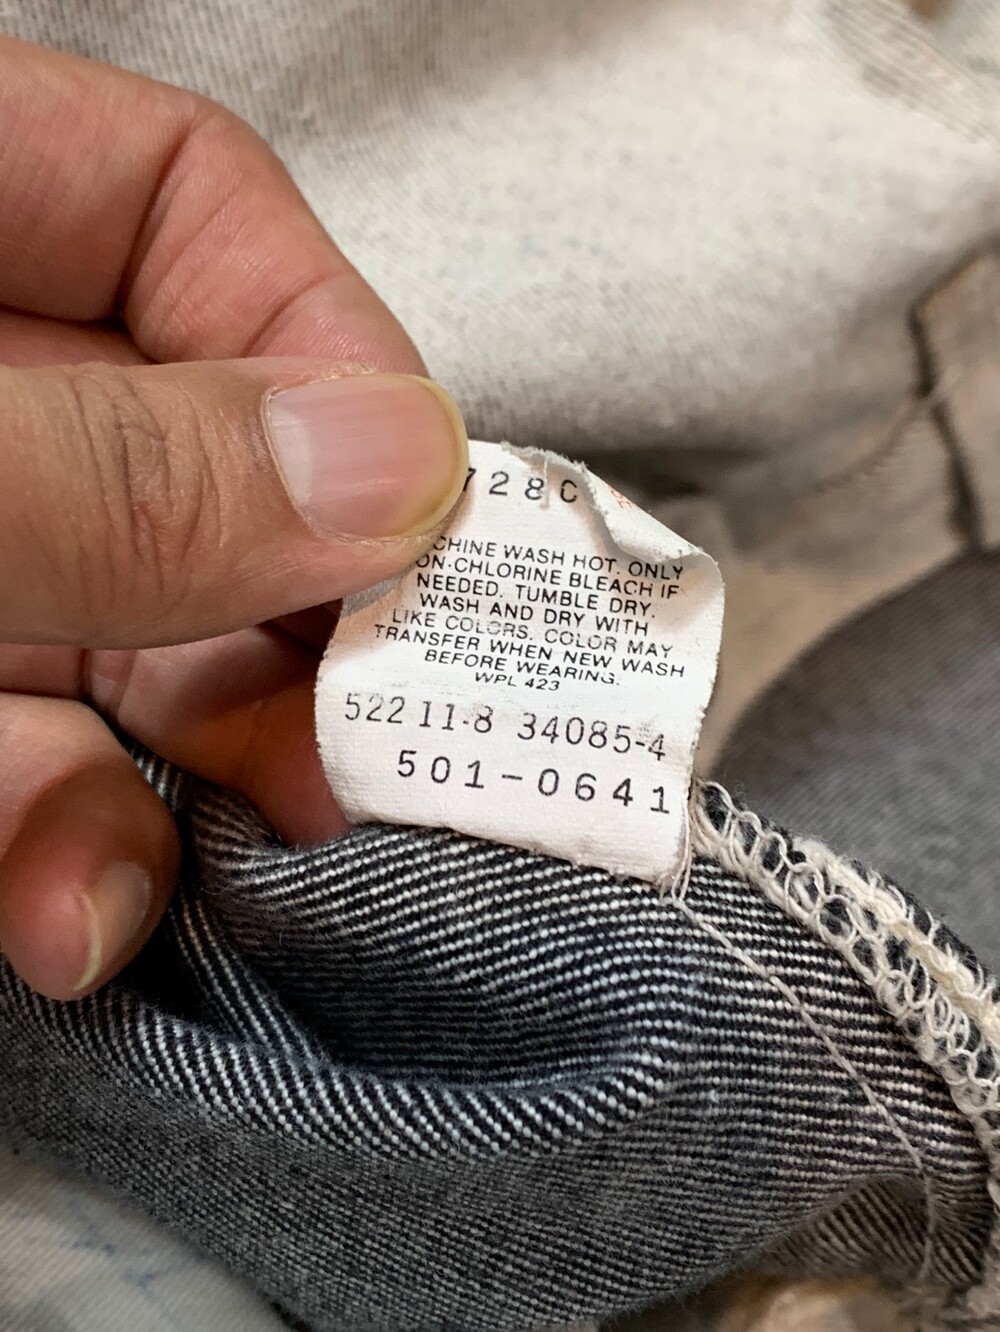 728C
CHINE WASH HOT. ONLY
ON-CHLORINE BLEACH IF
NEEDED. TUMBLE DRY.
WASH AND DRY WITH
LIKE COLORS. COLOR MAY
TRANSFER WHEN NEW WASH
BEFORE WEARING.
WPL 423
522 11-8 34085-4
501-0641